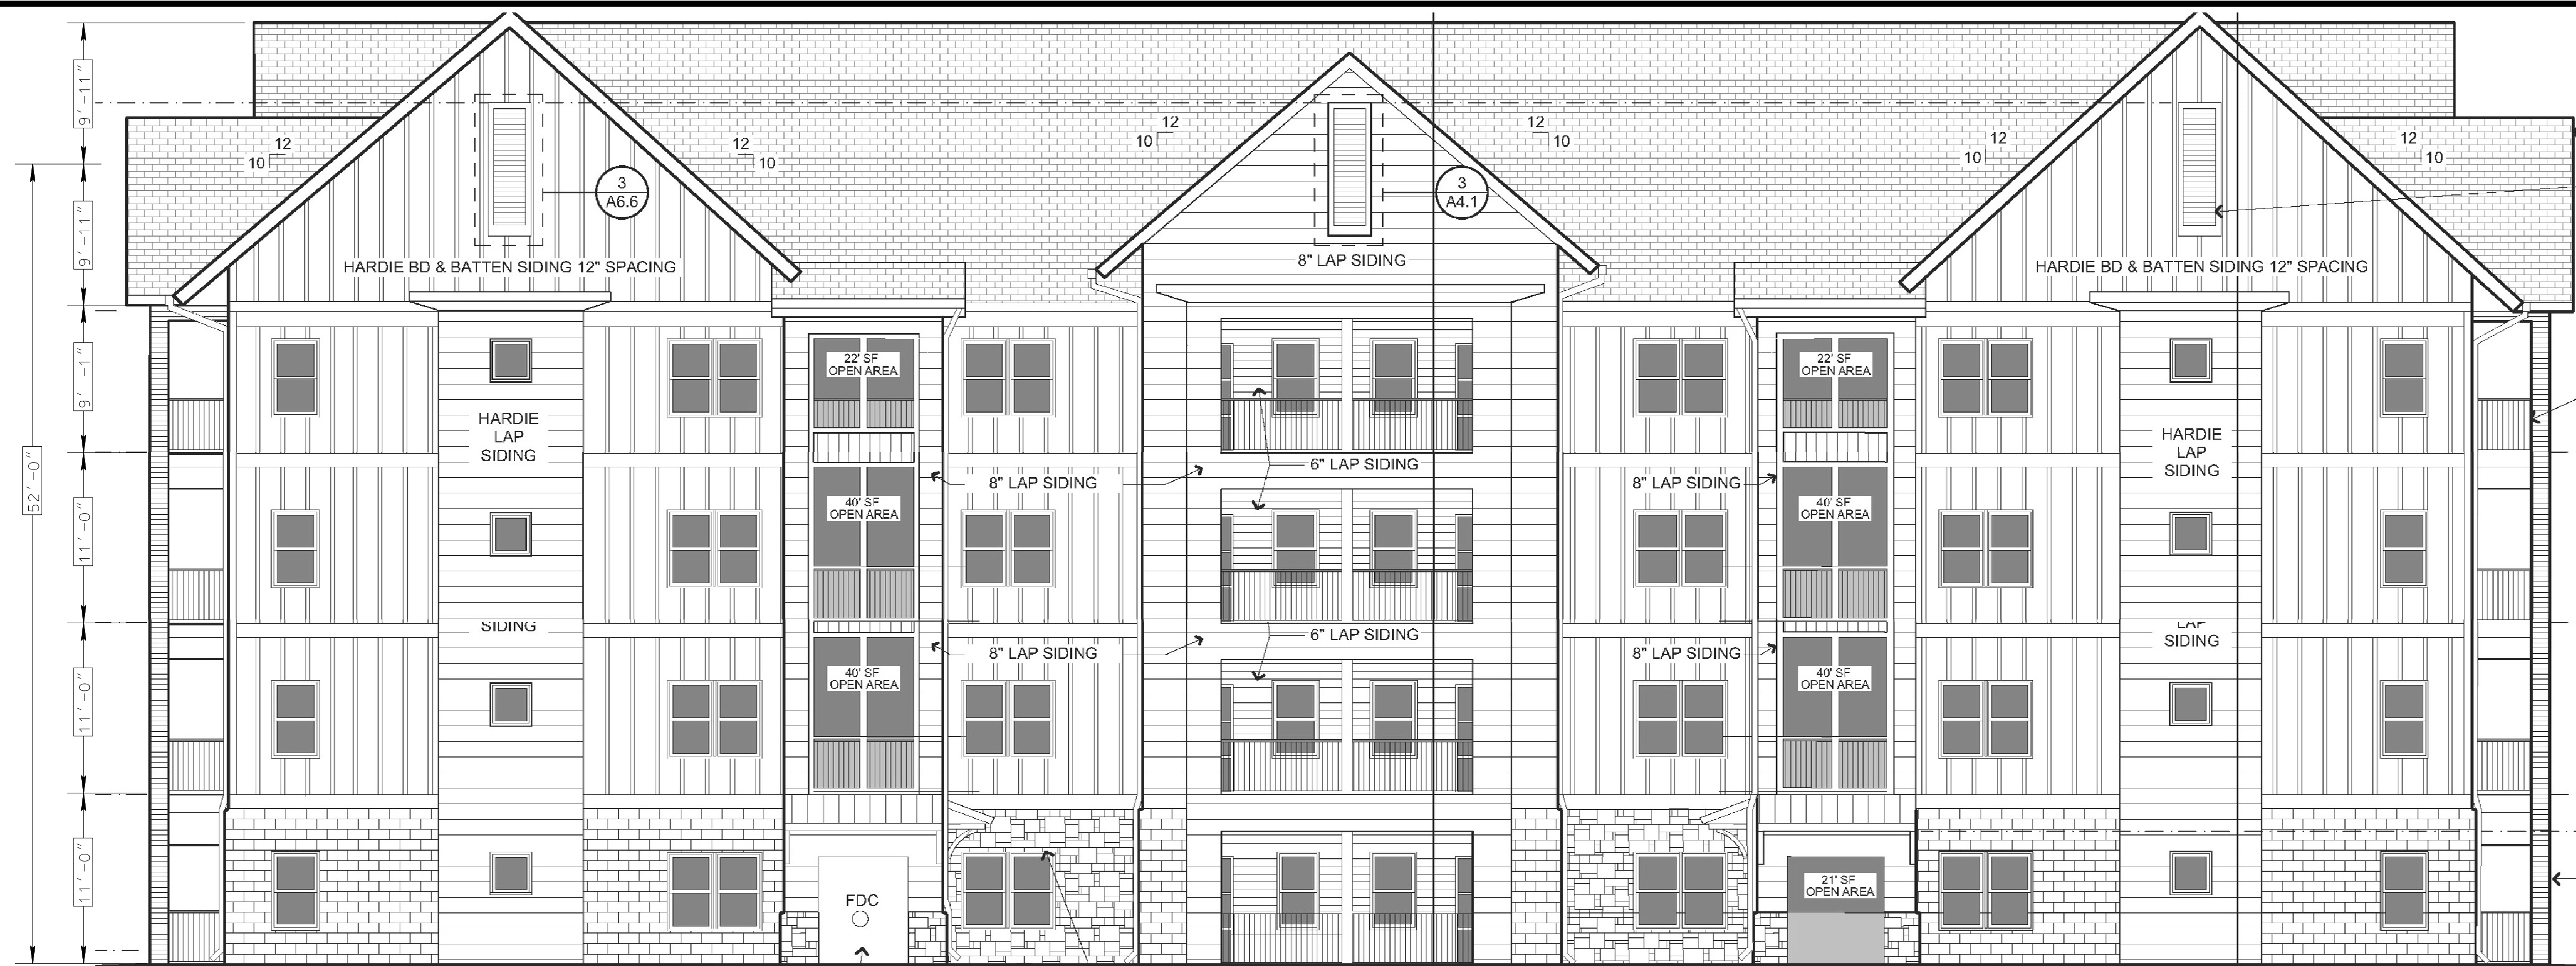 9'-11"
12
10
12
10
12
10
12
10
12
10
12
10
3
A6.6
3
A4.1
9'-11"
HARDIE BD & BATTEN SIDING 12" SPACING
8" LAP SIDING
HARDIE BD & BATTEN SIDING 12" SPACING
9'-1"
22' SF
OPEN AREA
22' SF
OPEN AREA
HARDIE
LAP
SIDING
HARDIE
LAP
SIDING
52'-0"
8" LAP SIDING
6" LAP SIDING
8" LAP SIDING
11'-0"
40' SF
OPEN AREA
40' SF
OPEN AREA
SIDING
LAP
SIDING
8" LAP SIDING
6" LAP SIDING
8" LAP SIDING
11'-0"
40' SF
OPEN AREA
40' SF
OPEN AREA
11'-0"
FDC
21' SF
OPEN AREA